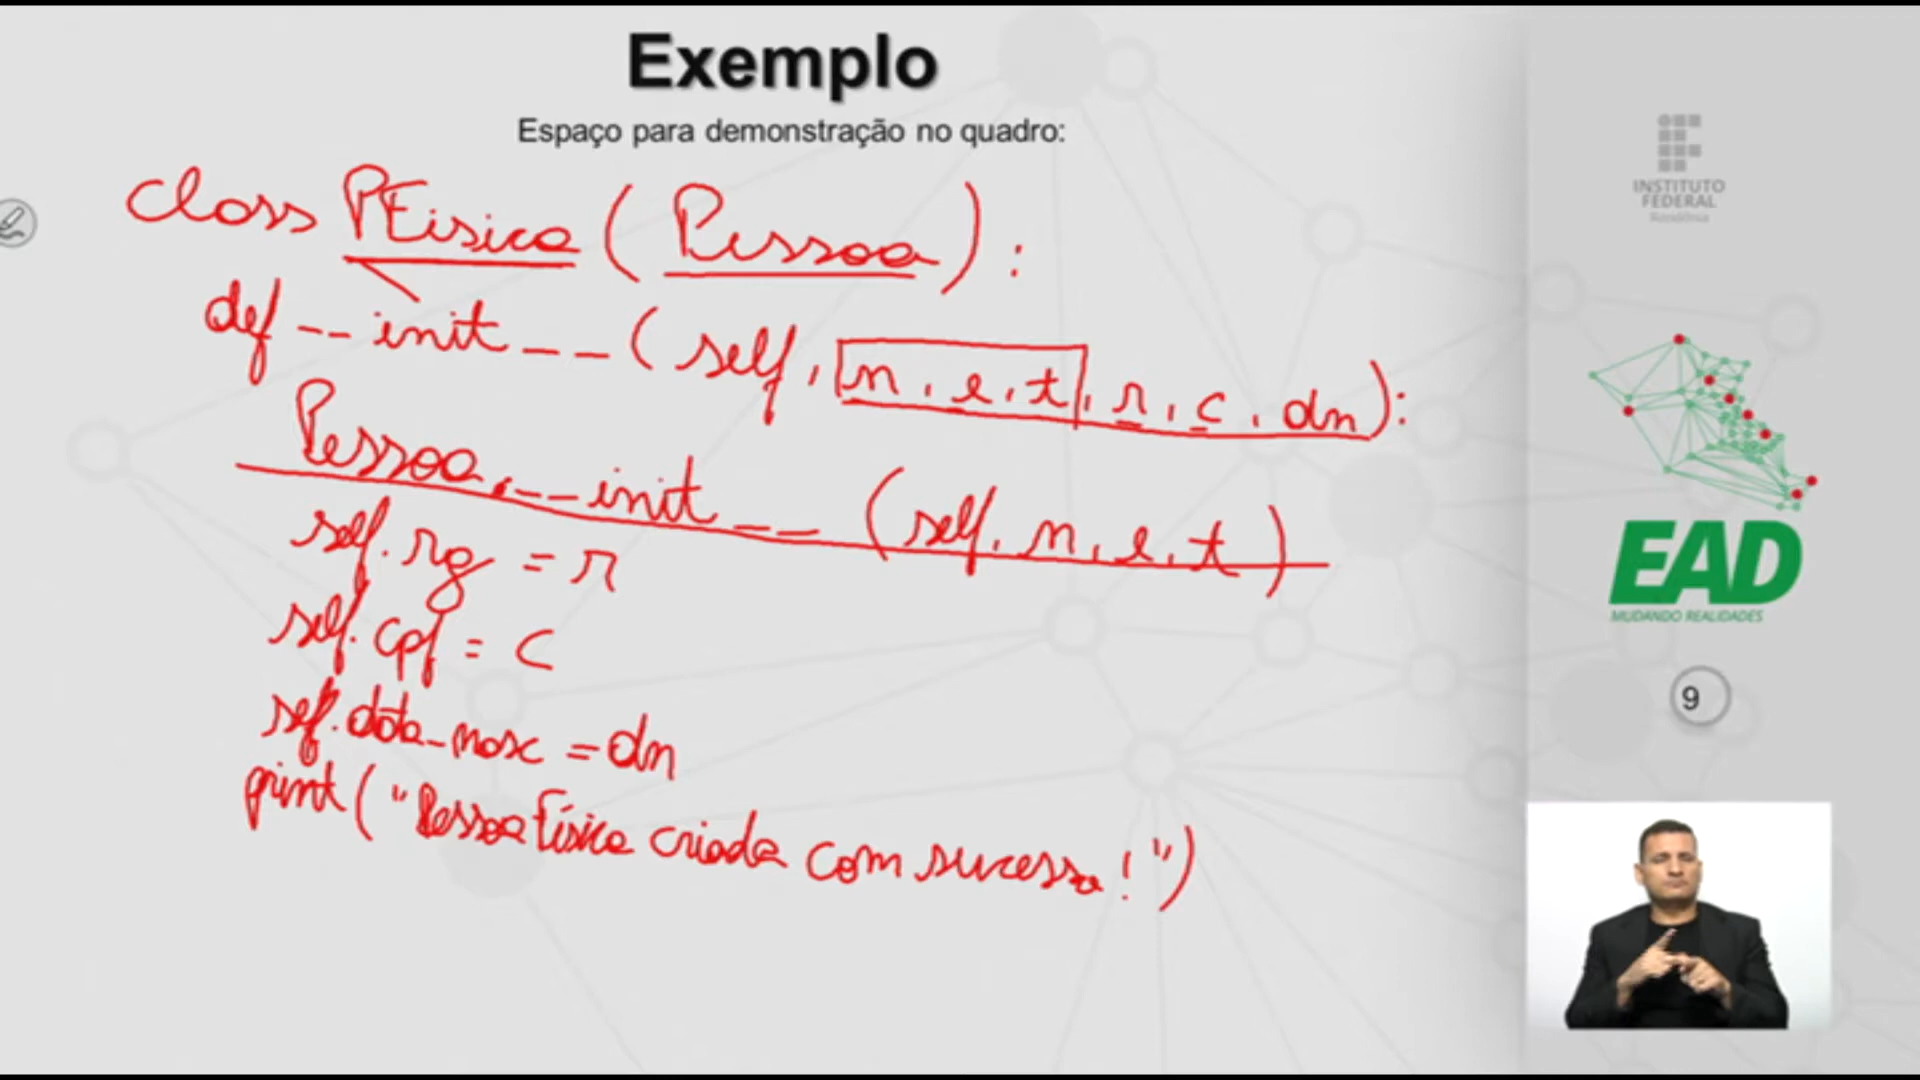 Exemplo
Espaço para demonstração no quadro:
class PFisica (Pessoa):
def __init__ (self, n, e, t, r, c, dn):
Pessoa.__init__ (self, n, e, t)
self.rg = r
self.cpf = c
self.data_nasc = dn
print("Pessoa Física criada com sucesso!")
INSTITUTO
FEDERAL
Rondônia
EAD
MUDANDO REALIDADES
9